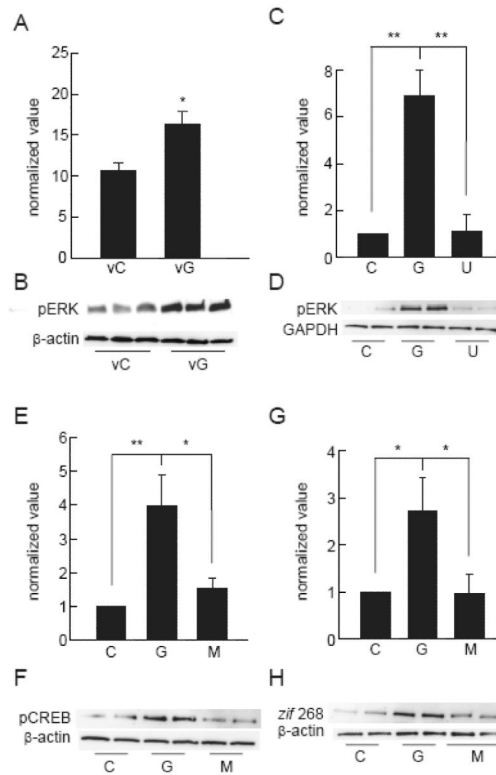 A
normalized value
25
20
15
10
5
0
*
vC vG
B
pERK
β-actin
vC vG
C
normalized value
8
6
4
2
0
** **
C G U
D
pERK
GAPDH
C G U
E
normalized value
6
5
4
3
2
1
0
** *
C G M
F
pCREB
β-actin
C G M
G
normalized value
4
3
2
1
0
* *
C G M
H
zif 268
β-actin
C G M